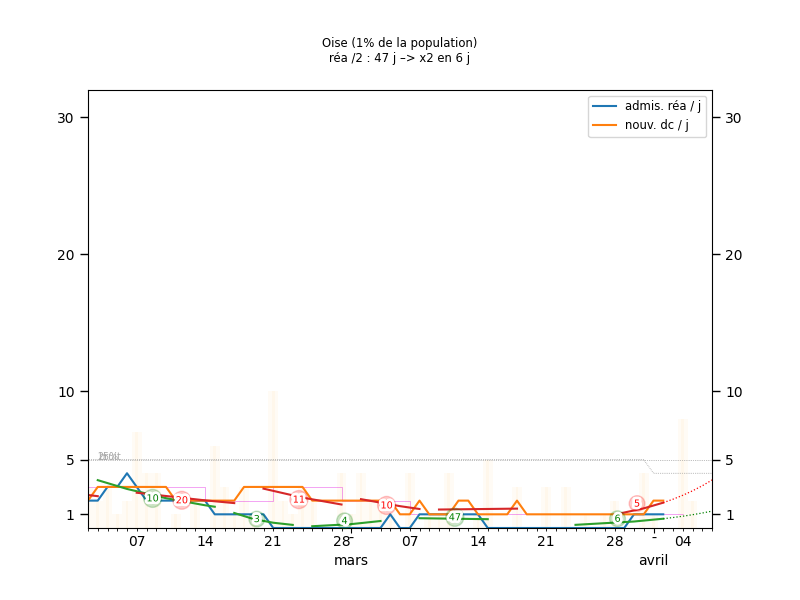 Oise (1% de la population)
réa /2 : 47 j –> x2 en 6 j
admis. réa / j
nouv. dc / j
30 30
20 20
10 10
5 5
1 1
10 20 3 11 4 10 47 6 5
07 14 21 28 - 07 14 21 28 - 04
mars avril